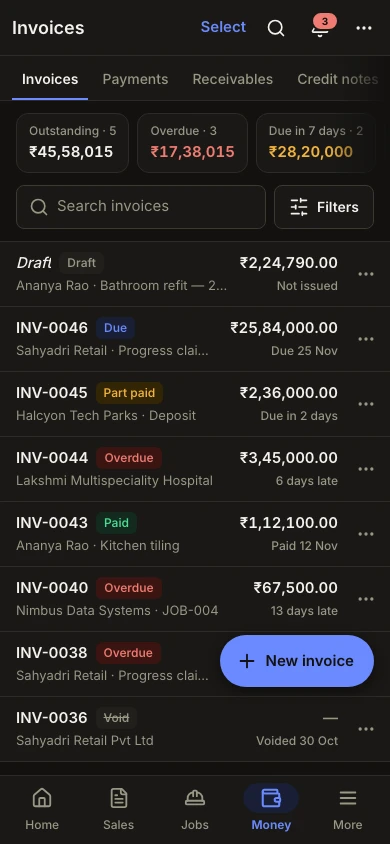 Invoices Select 3
Invoices Payments Receivables Credit notes
Outstanding · 5 Overdue · 3 Due in 7 days · 2
₹45,58,015 ₹17,38,015 ₹28,20,000
Search invoices Filters
Draft Draft ₹2,24,790.00
Ananya Rao · Bathroom refit — 2... Not issued
INV-0046 Due ₹25,84,000.00
Sahyadri Retail · Progress clai... Due 25 Nov
INV-0045 Part paid ₹2,36,000.00
Halcyon Tech Parks · Deposit Due in 2 days
INV-0044 Overdue ₹3,45,000.00
Lakshmi Multispeciality Hospital 6 days late
INV-0043 Paid ₹1,12,100.00
Ananya Rao · Kitchen tiling Paid 12 Nov
INV-0040 Overdue ₹67,500.00
Nimbus Data Systems · JOB-004 13 days late
INV-0038 Overdue
Sahyadri Retail · Progress clai...
New invoice
INV-0036 Void —
Sahyadri Retail Pvt Ltd Voided 30 Oct
Home Sales Jobs Money More